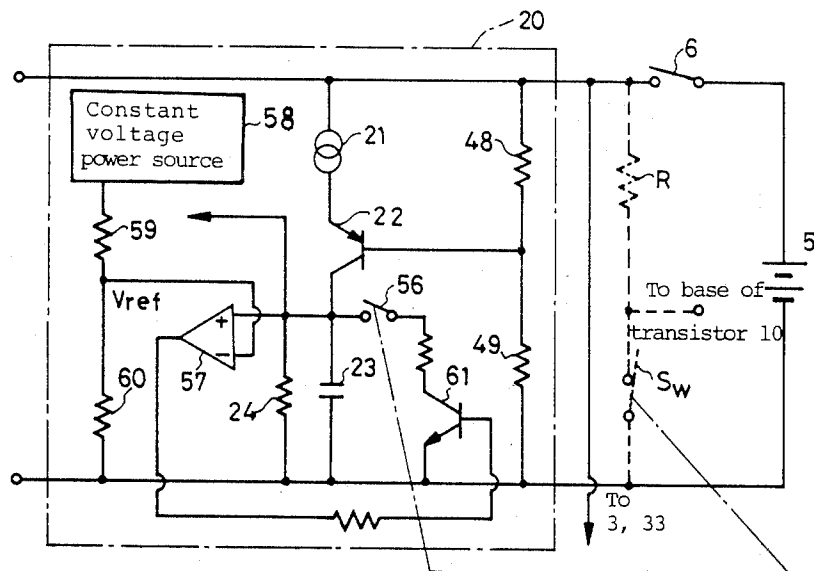 20
6
Constant
voltage
power source
58
21
48
R
5
22
59
56
To base of
transistor 10
Vref
+
-
57
23
49
60
24
61
Sw
To
3, 33